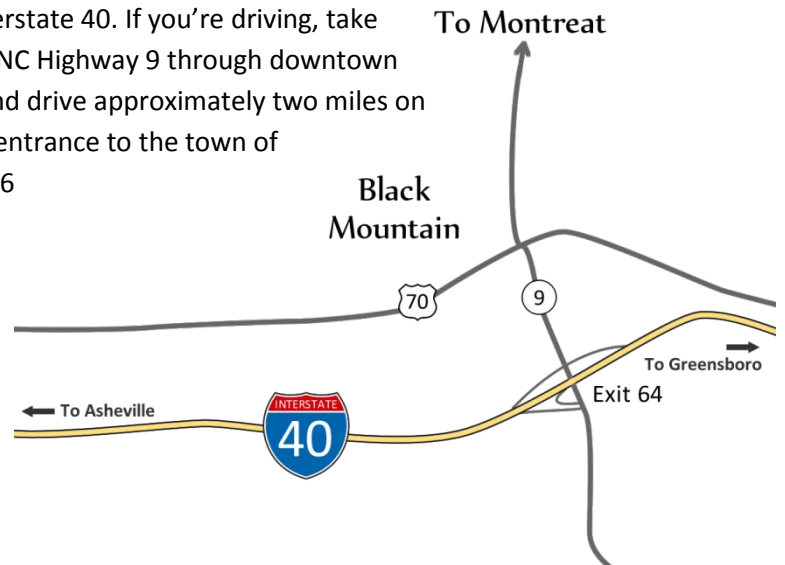 erstate 40. If you’re driving, take
NC Highway 9 through downtown
nd drive approximately two miles on
entrance to the town of
6
To Montreat
Black
Mountain
70
9
To Greensboro
Exit 64
To Asheville
INTERSTATE
40